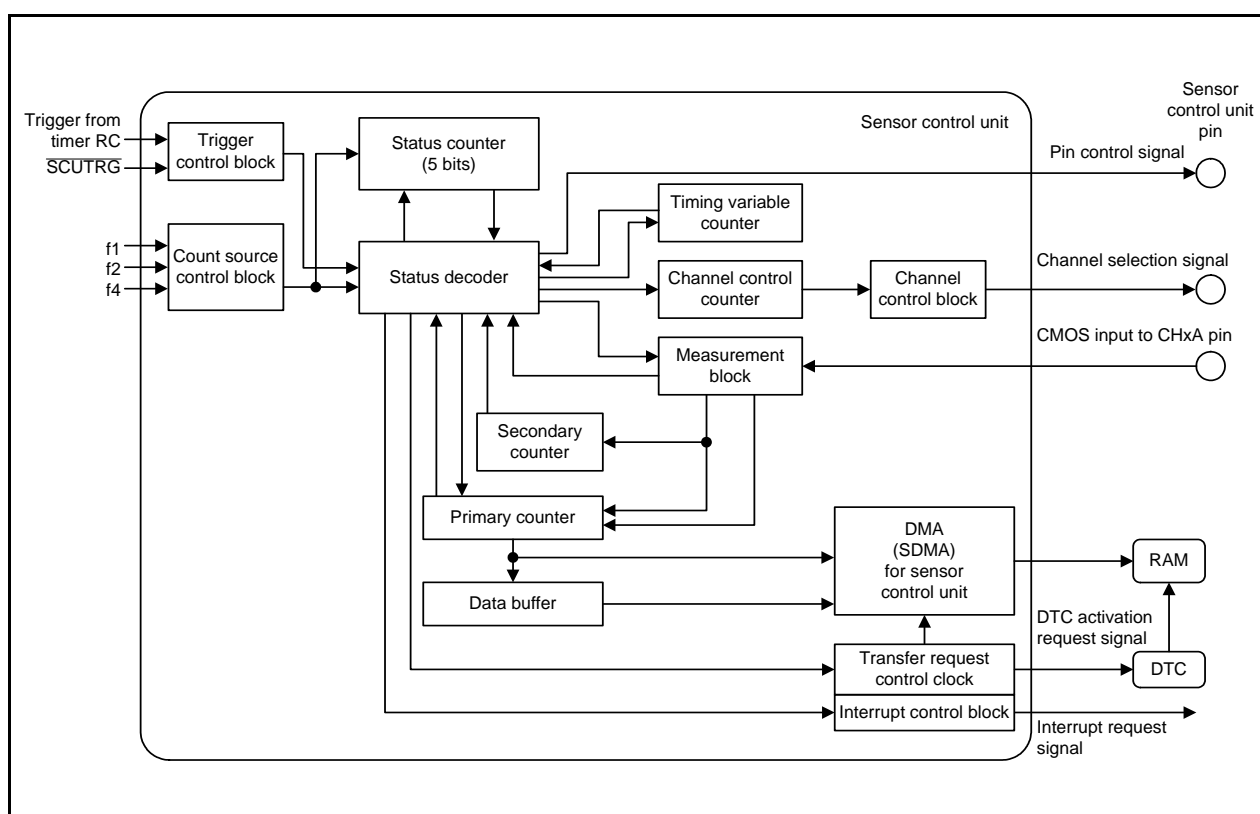 Trigger from
timer RC
SCUTRG
f1
f2
f4
Trigger
control block
Count source
control block
Status counter
(5 bits)
Sensor control unit
Sensor
control unit
pin
Pin control signal
Timing variable
counter
Status decoder
Channel control
counter
Channel
control block
Channel selection signal
CMOS input to CHxA pin
Measurement
block
Secondary
counter
Primary counter
Data buffer
DMA
(SDMA)
for sensor
control unit
RAM
DTC activation
request signal
Transfer request
control clock
DTC
Interrupt control block
Interrupt request
signal